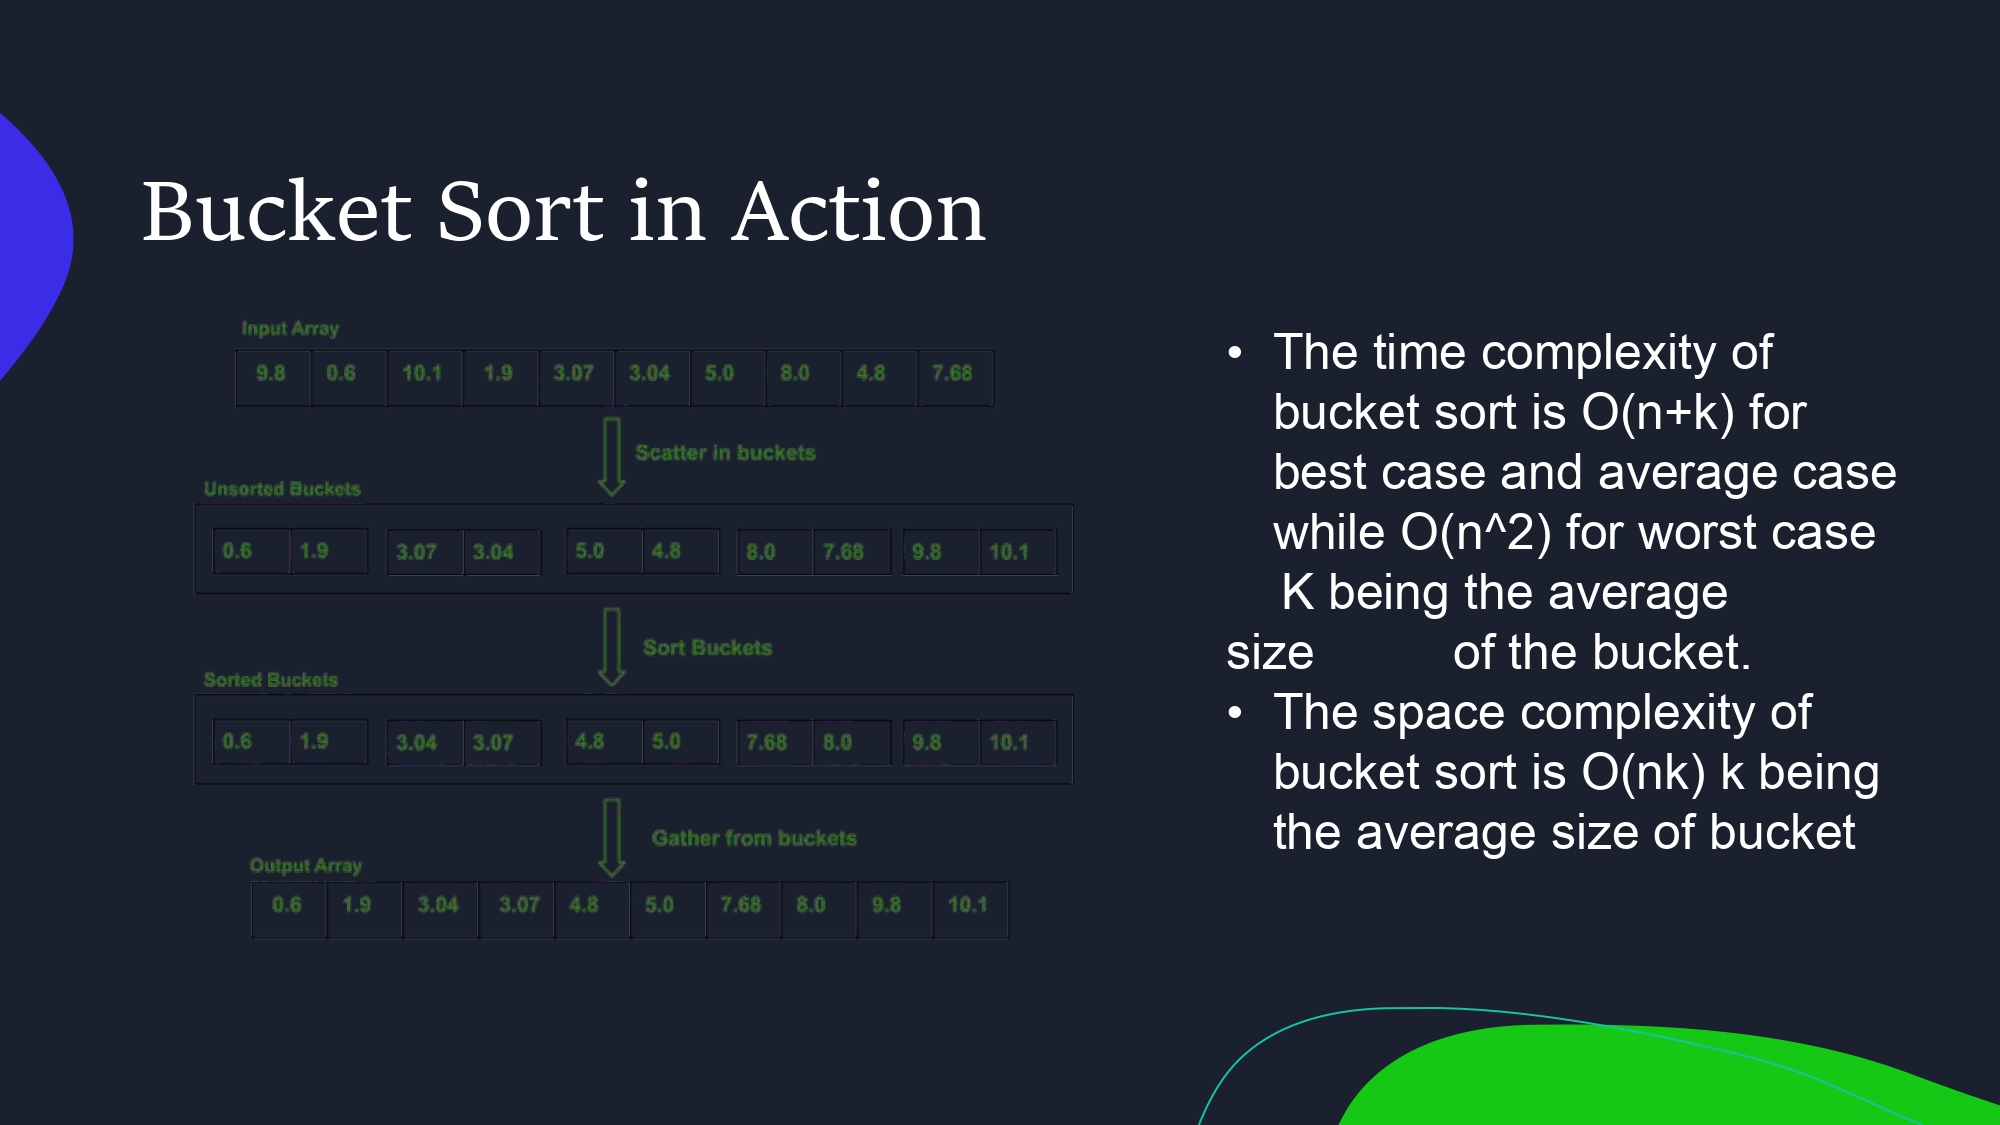 Bucket Sort in Action
Input Array
9.8 0.6 10.1 1.9 3.07 3.04 5.0 8.0 4.8 7.68
Scatter in buckets
Unsorted Buckets
0.6 1.9 3.07 3.04 5.0 4.8 8.0 7.68 9.8 10.1
Sort Buckets
Sorted Buckets
0.6 1.9 3.04 3.07 4.8 5.0 7.68 8.0 9.8 10.1
Gather from buckets
Output Array
0.6 1.9 3.04 3.07 4.8 5.0 7.68 8.0 9.8 10.1
• The time complexity of
bucket sort is O(n+k) for
best case and average case
while O(n^2) for worst case
K being the average
size of the bucket.
• The space complexity of
bucket sort is O(nk) k being
the average size of bucket